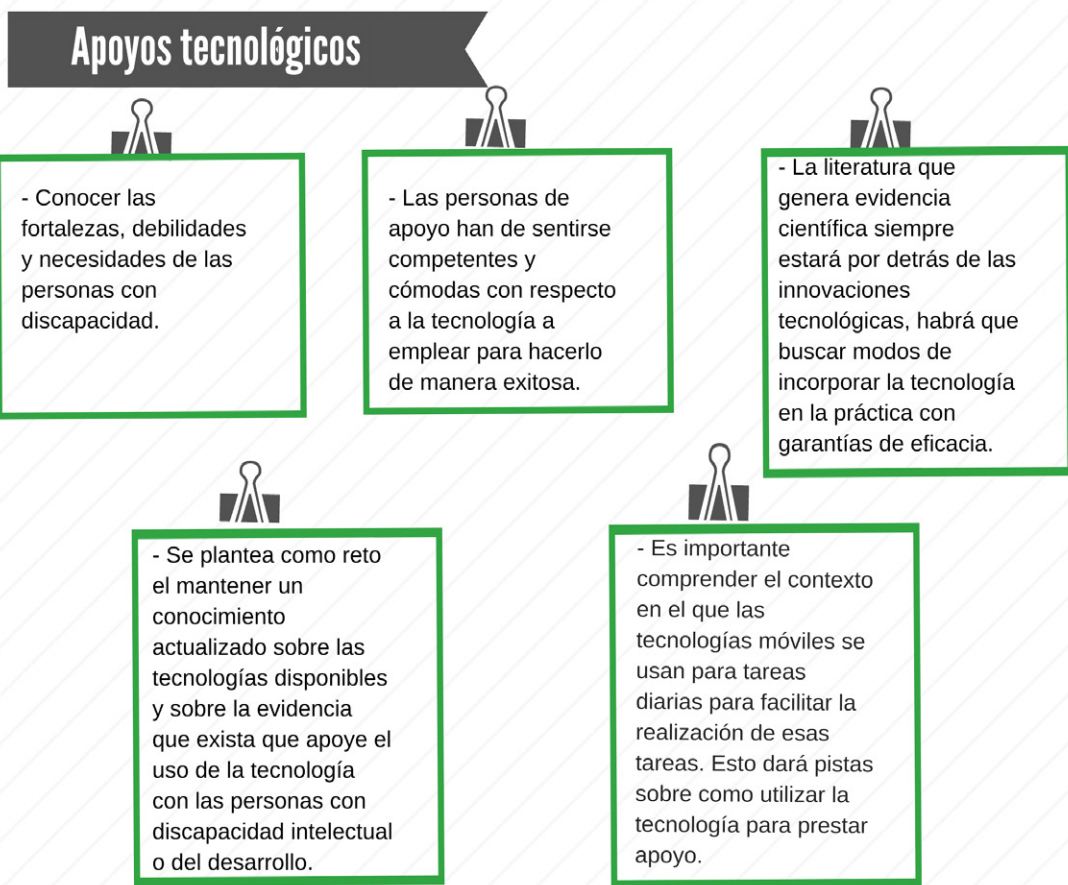 Apoyos tecnológicos
- Conocer las
fortalezas, debilidades
y necesidades de las
personas con
discapacidad.
- Las personas de
apoyo han de sentirse
competentes y
cómodas con respecto
a la tecnología a
emplear para hacerlo
de manera exitosa.
- La literatura que
genera evidencia
científica siempre
estará por detrás de las
innovaciones
tecnológicas, habrá que
buscar modos de
incorporar la tecnología
en la práctica con
garantías de eficacia.
- Se plantea como reto
el mantener un
conocimiento
actualizado sobre las
tecnologías disponibles
y sobre la evidencia
que exista que apoye el
uso de la tecnología
con las personas con
discapacidad intelectual
o del desarrollo.
- Es importante
comprender el contexto
en el que las
tecnologías móviles se
usan para tareas
diarias para facilitar la
realización de esas
tareas. Esto dará pistas
sobre como utilizar la
tecnología para prestar
apoyo.